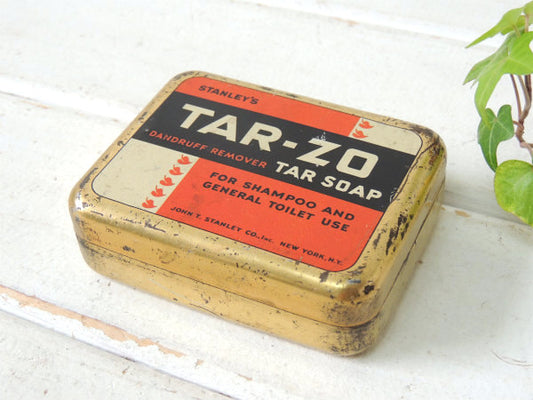 STANLEY'S
TAR-ZO
DANDRUFF REMOVER TAR SOAP
FOR SHAMPOO AND
GENERAL TOILET USE
JOHN T. STANLEY CO., INC. NEW YORK, N.Y.